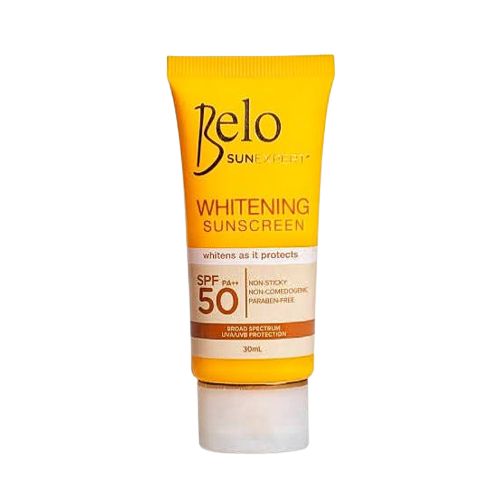 Belo
SUNEXPERT
WHITENING
SUNSCREEN
whitens as it protects
SPF PA++
50
NON-STICKY
NON-COMEDOGENIC
PARABEN-FREE
BROAD SPECTRUM
UVA/UVB PROTECTION
30mL